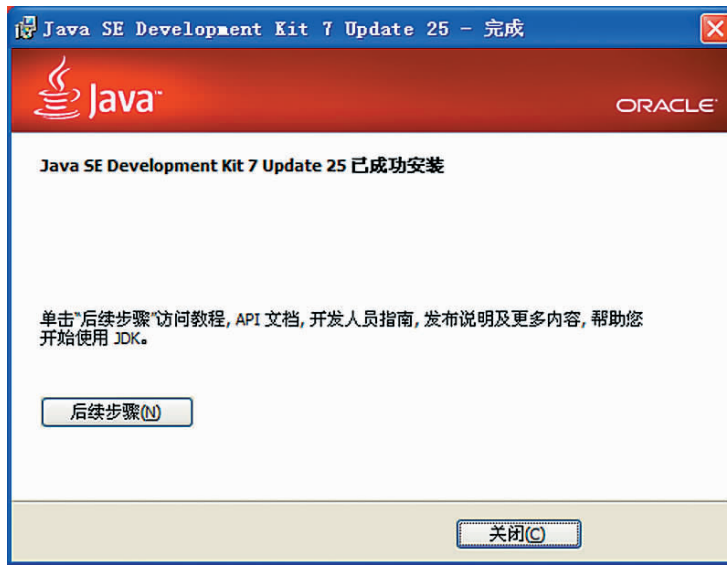 Java SE Development Kit 7 Update 25 - 完成
Java™
ORACLE
Java SE Development Kit 7 Update 25 已成功安装
单击“后续步骤”访问教程, API 文档, 开发人员指南, 发布说明及更多内容, 帮助您
开始使用 JDK。
后续步骤(N)
关闭(C)